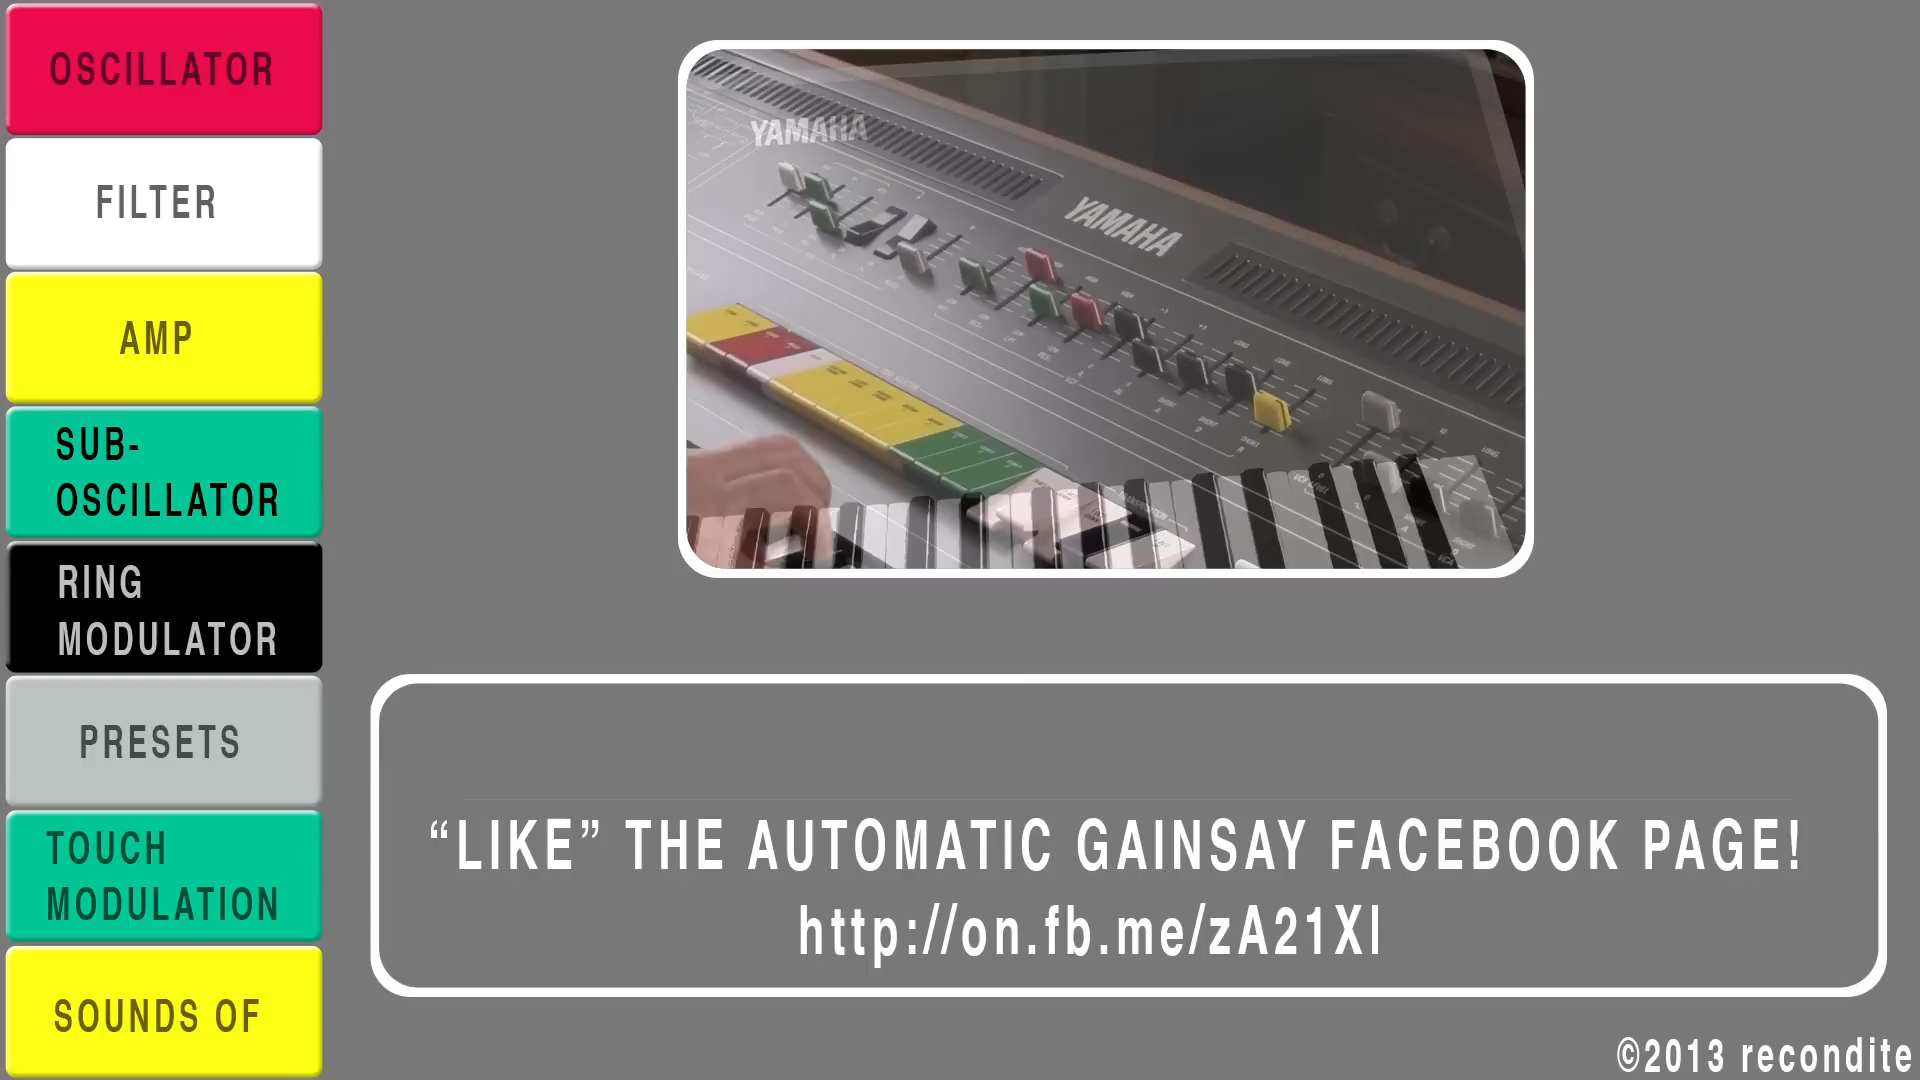 OSCILLATOR
FILTER
AMP
SUB-
OSCILLATOR
RING
MODULATOR
PRESETS
TOUCH
MODULATION
SOUNDS OF
YAMAHA
YAMAHA
“LIKE” THE AUTOMATIC GAINSAY FACEBOOK PAGE!
http://on.fb.me/zA21Xl
©2013 recondite